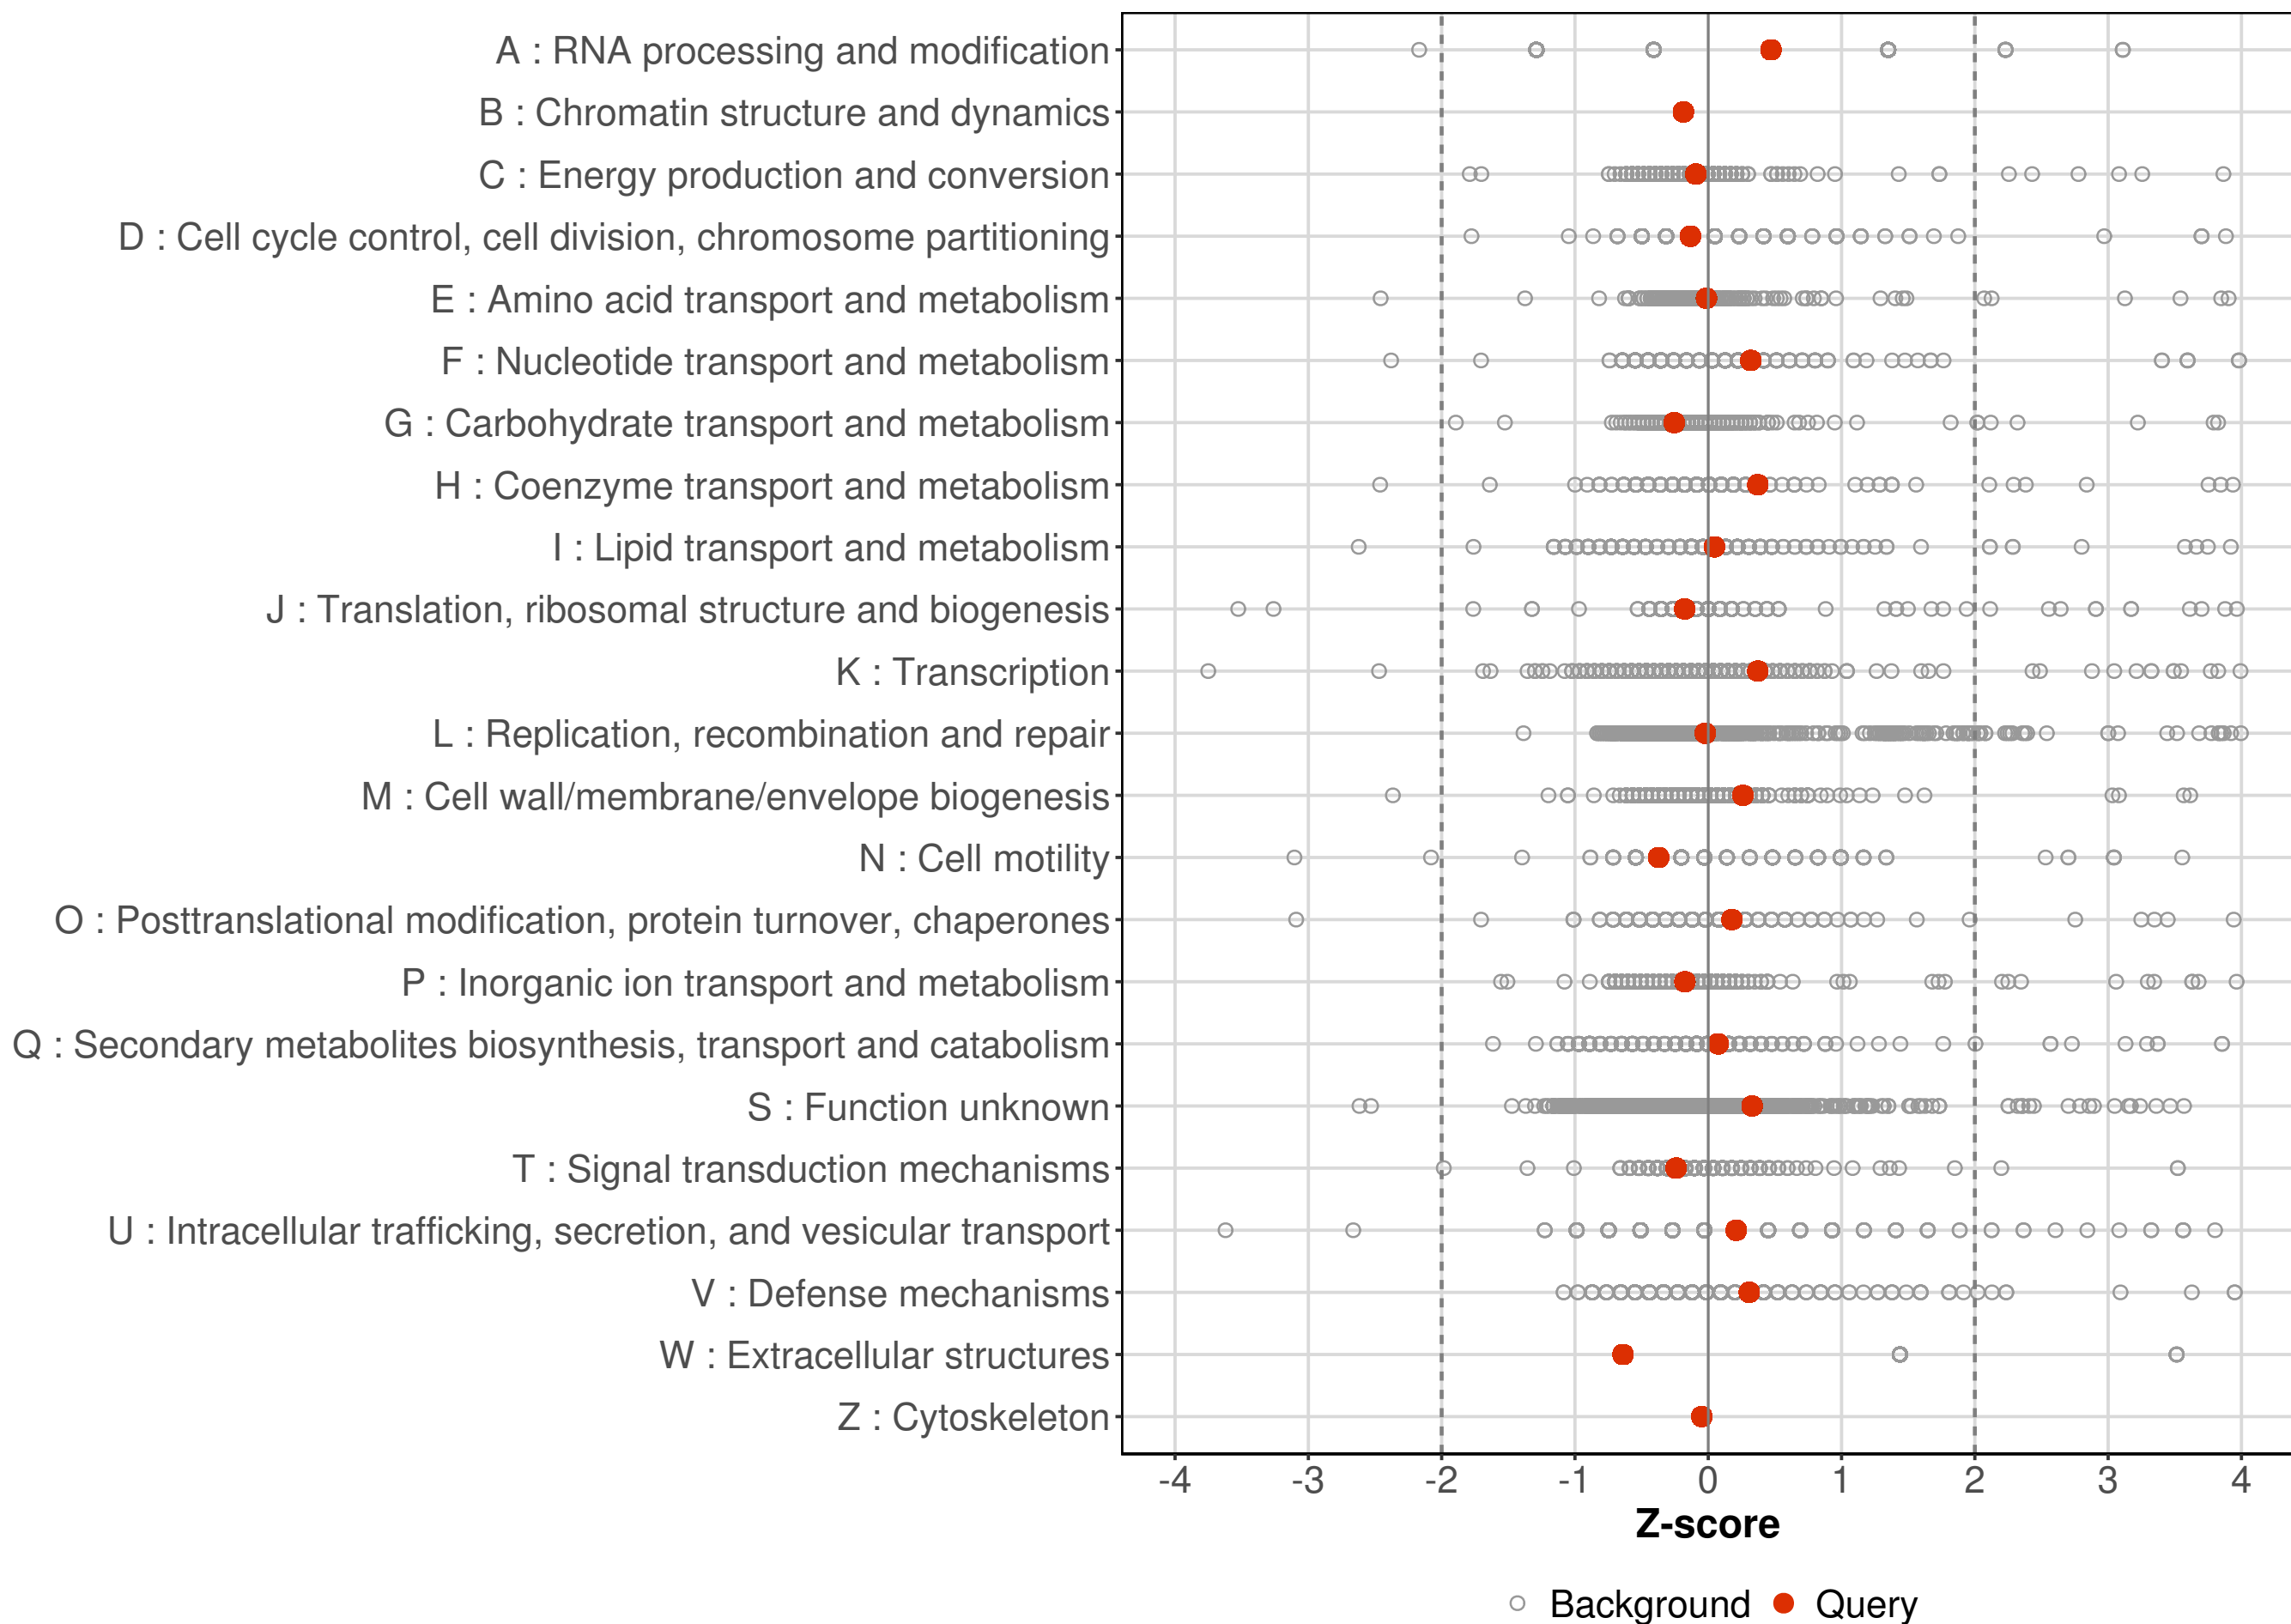 A : RNA processing and modification
B : Chromatin structure and dynamics
C : Energy production and conversion
D : Cell cycle control, cell division, chromosome partitioning
E : Amino acid transport and metabolism
F : Nucleotide transport and metabolism
G : Carbohydrate transport and metabolism
H : Coenzyme transport and metabolism
I : Lipid transport and metabolism
J : Translation, ribosomal structure and biogenesis
K : Transcription
L : Replication, recombination and repair
M : Cell wall/membrane/envelope biogenesis
N : Cell motility
O : Posttranslational modification, protein turnover, chaperones
P : Inorganic ion transport and metabolism
Q : Secondary metabolites biosynthesis, transport and catabolism
S : Function unknown
T : Signal transduction mechanisms
U : Intracellular trafficking, secretion, and vesicular transport
V : Defense mechanisms
W : Extracellular structures
Z : Cytoskeleton
-4 -3 -2 -1 0 1 2 3 4
Z-score
Background Query